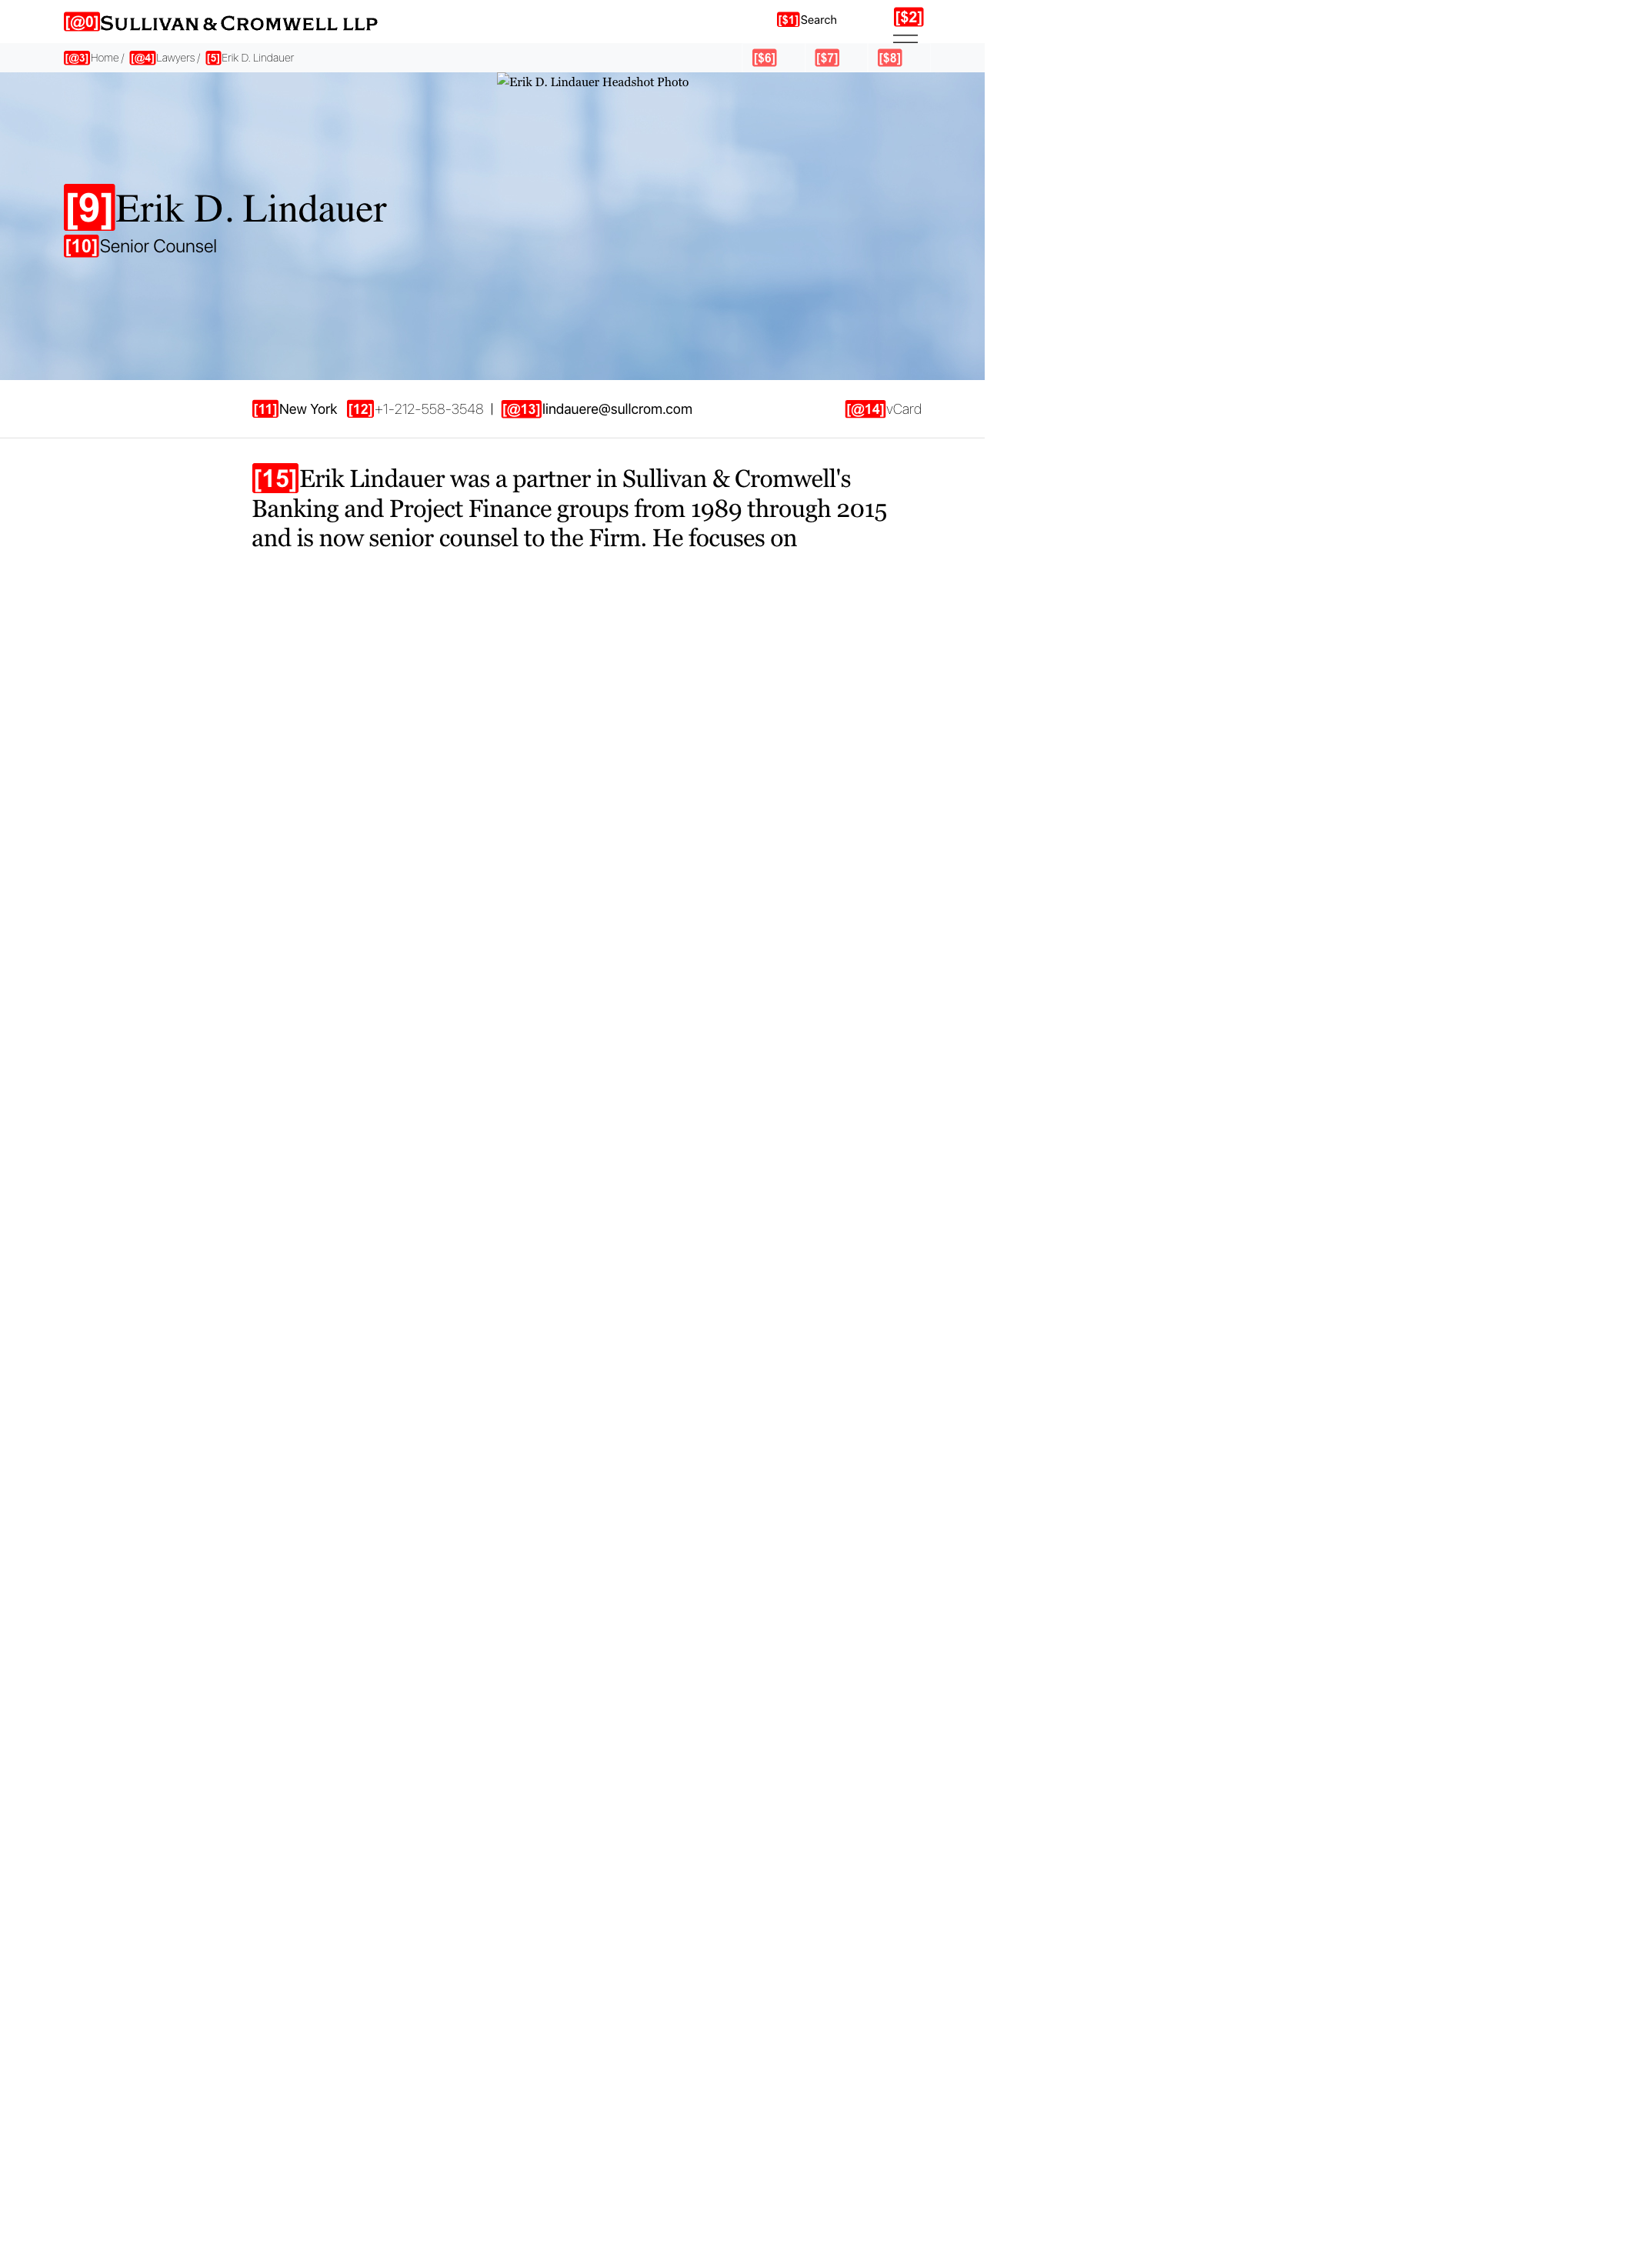 [@0]SULLIVAN & CROMWELL LLP
[$1]Search
[$2]
[@3]Home / [@4]Lawyers / [5]Erik D. Lindauer
[$6] [$7] [$8]
Erik D. Lindauer Headshot Photo
[9]Erik D. Lindauer
[10]Senior Counsel
[11]New York [12]+1-212-558-3548 | [@13]lindauere@sullcrom.com
[@14]vCard
[15]Erik Lindauer was a partner in Sullivan & Cromwell's
Banking and Project Finance groups from 1989 through 2015
and is now senior counsel to the Firm. He focuses on